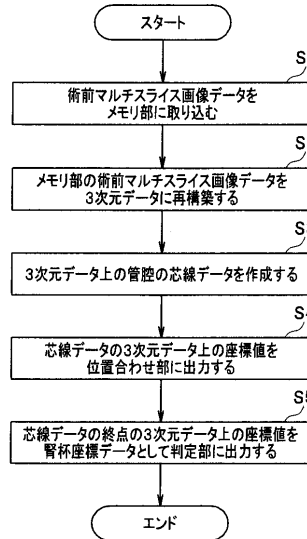 スタート
S
術前マルチスライス画像データを
メモリ部に取り込む
S
メモリ部の術前マルチスライス画像データを
3次元データに再構築する
S
3次元データ上の管腔の芯線データを作成する
S4
芯線データの3次元データ上の座標値を
位置合わせ部に出力する
S5
芯線データの終点の3次元データ上の座標値を
腎杯座標データとして判定部に出力する
エンド